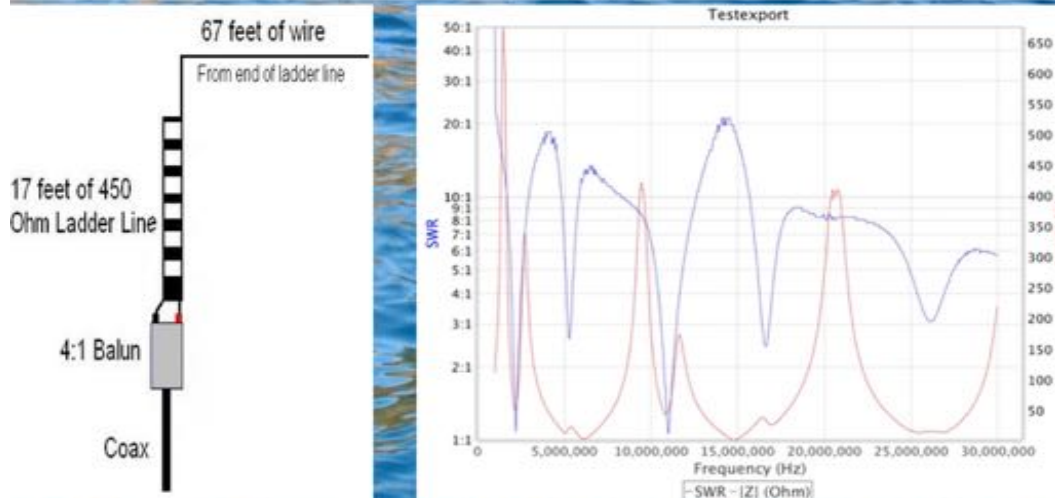 67 feet of wire
From end of ladder line
17 feet of 450
Ohm Ladder Line
4:1 Balun
Coax
Testexport
50:1
40:1
30:1
20:1
10:1
9:1
8:1
7:1
6:1
5:1
4:1
3:1
2:1
1:1
SWR
650
600
550
500
450
400
350
300
250
200
150
100
50
0 5,000,000 10,000,000 15,000,000 20,000,000 25,000,000 30,000,000
Frequency (Hz)
SWR - |Z| (Ohm)